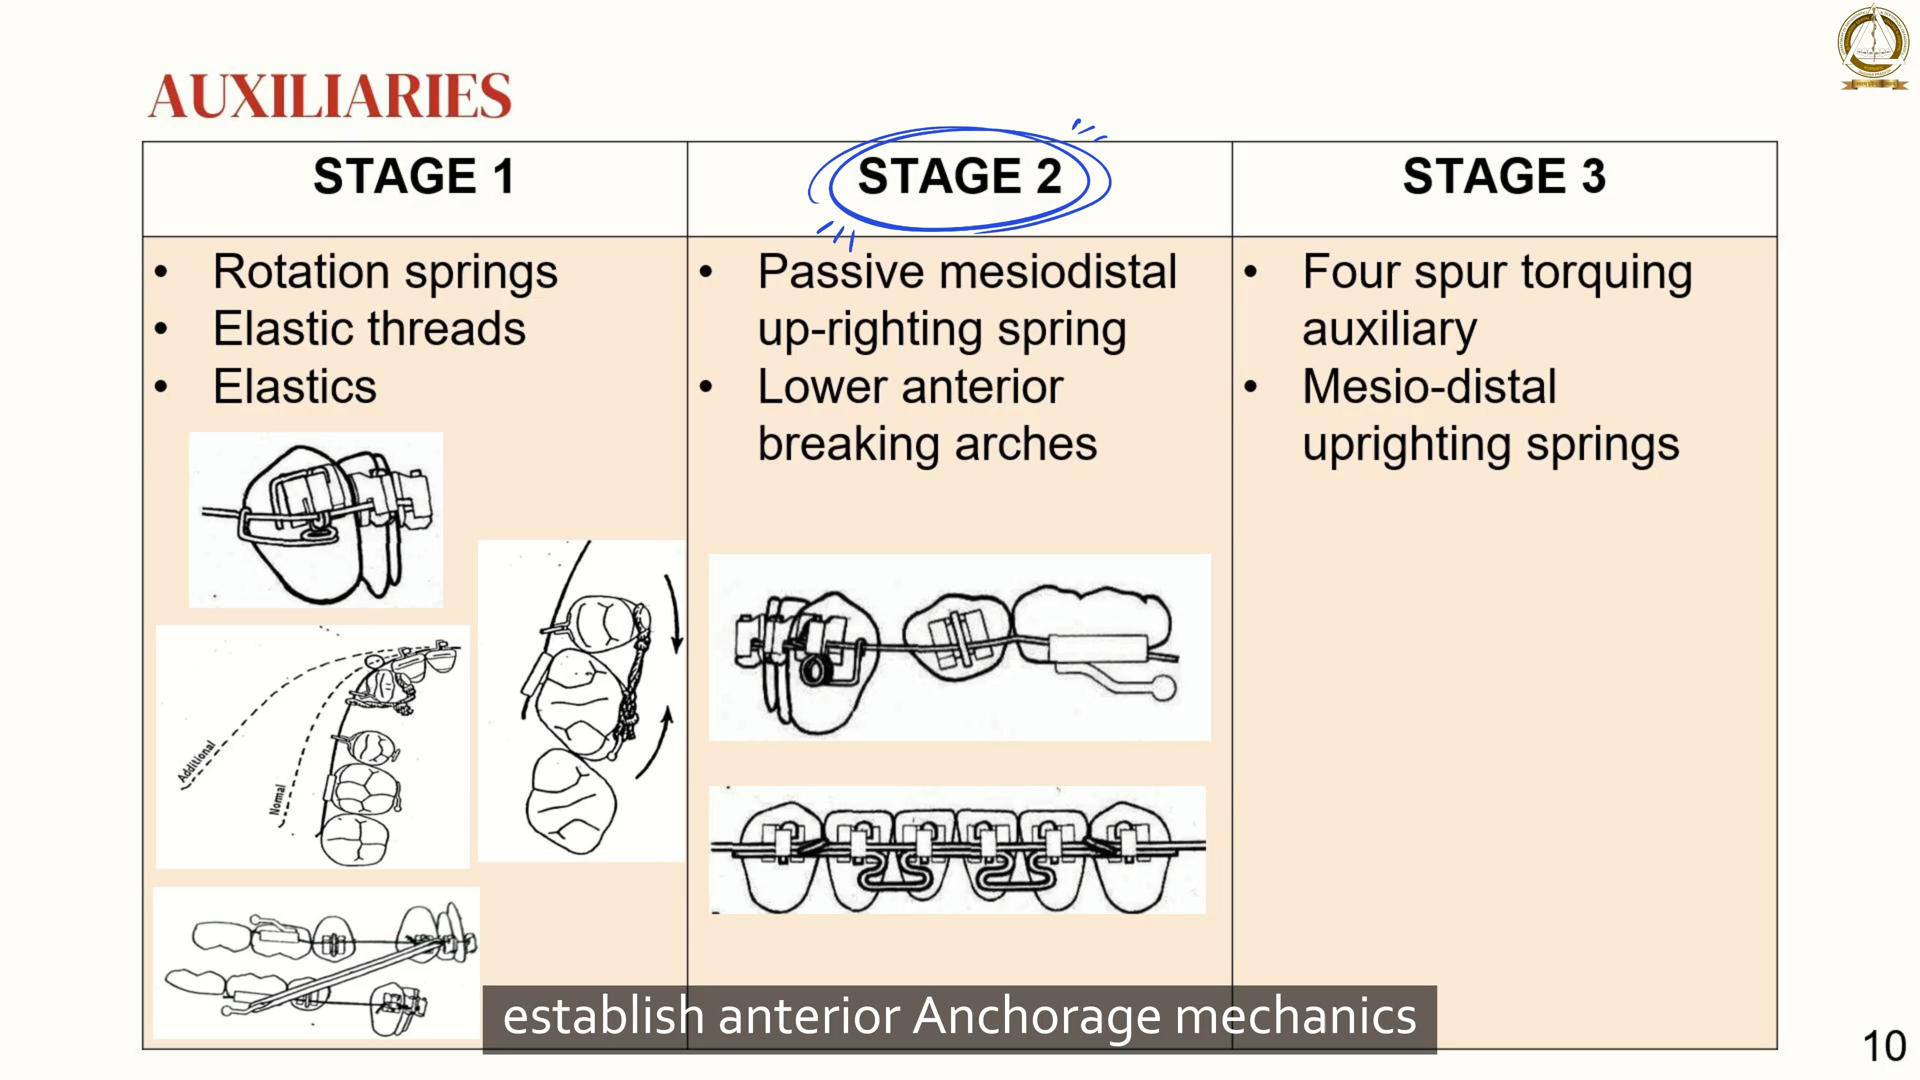 AUXILIARIES
STAGE 1
STAGE 2
STAGE 3
• Rotation springs
• Elastic threads
• Elastics
• Passive mesiodistal
up-righting spring
• Lower anterior
breaking arches
• Four spur torquing
auxiliary
• Mesio-distal
uprighting springs
Additional
Normal
establish anterior Anchorage mechanics
10